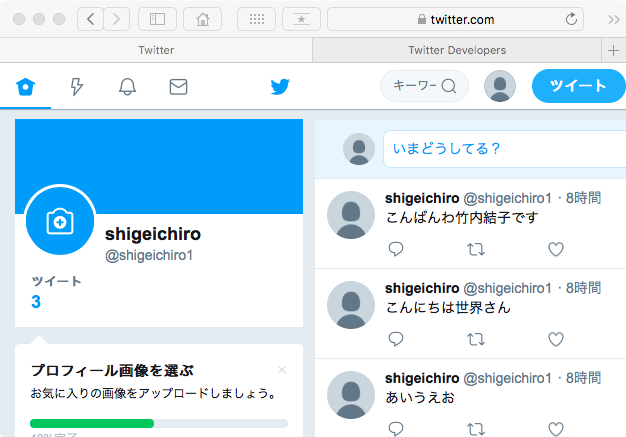 twitter.com
Twitter
Twitter Developers
キーワー
ツイート
shigeichiro
@shigeichiro1
ツイート
3
プロフィール画像を選ぶ
お気に入りの画像をアップロードしましょう。
いまどうしてる？
shigeichiro @shigeichiro1 · 8時間
こんばんわ竹内結子です
shigeichiro @shigeichiro1 · 8時間
こんにちは世界さん
shigeichiro @shigeichiro1 · 8時間
あいうえお